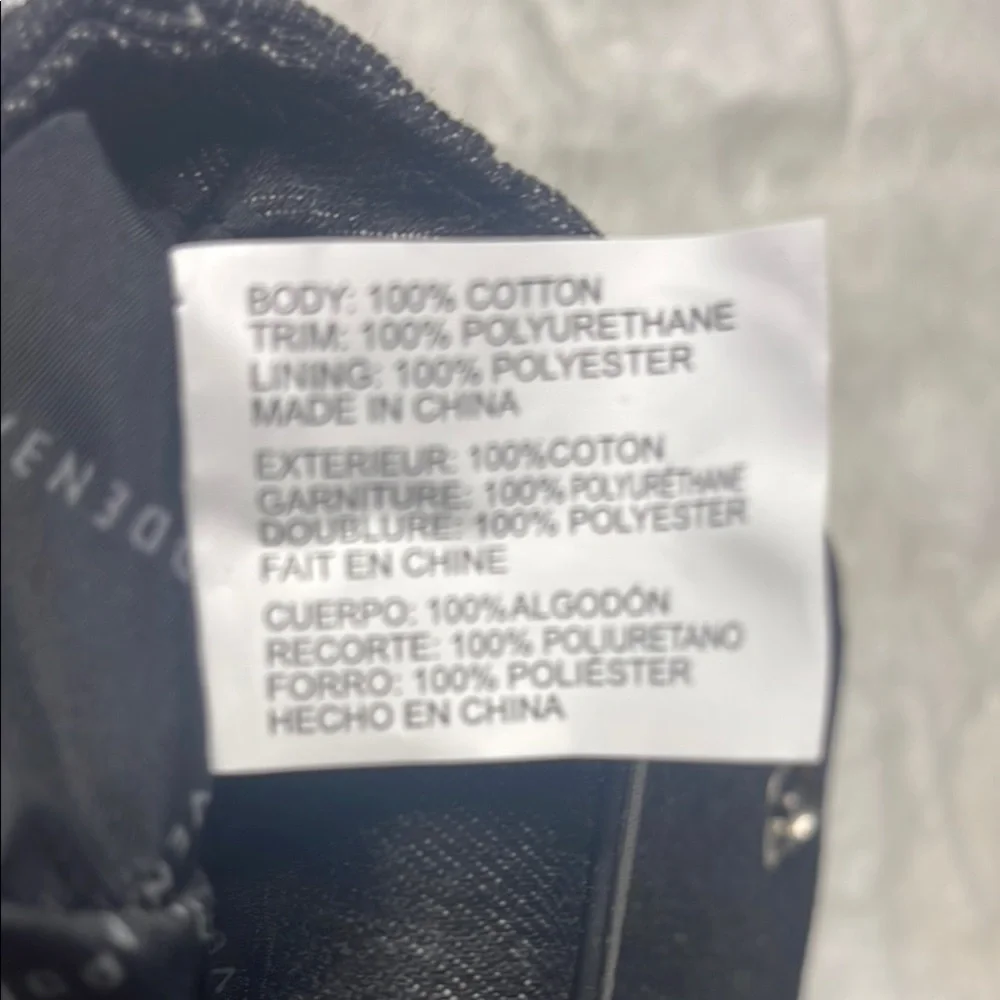 BODY: 100% COTTON
TRIM: 100% POLYURETHANE
LINING: 100% POLYESTER
MADE IN CHINA
EXTERIEUR: 100%COTON
GARNITURE: 100% POLYURÉTHANE
DOUBLURE: 100% POLYESTER
FAIT EN CHINE
CUERPO: 100%ALGODÓN
RECORTE: 100% POLIURETANO
FORRO: 100% POLIÉSTER
HECHO EN CHINA